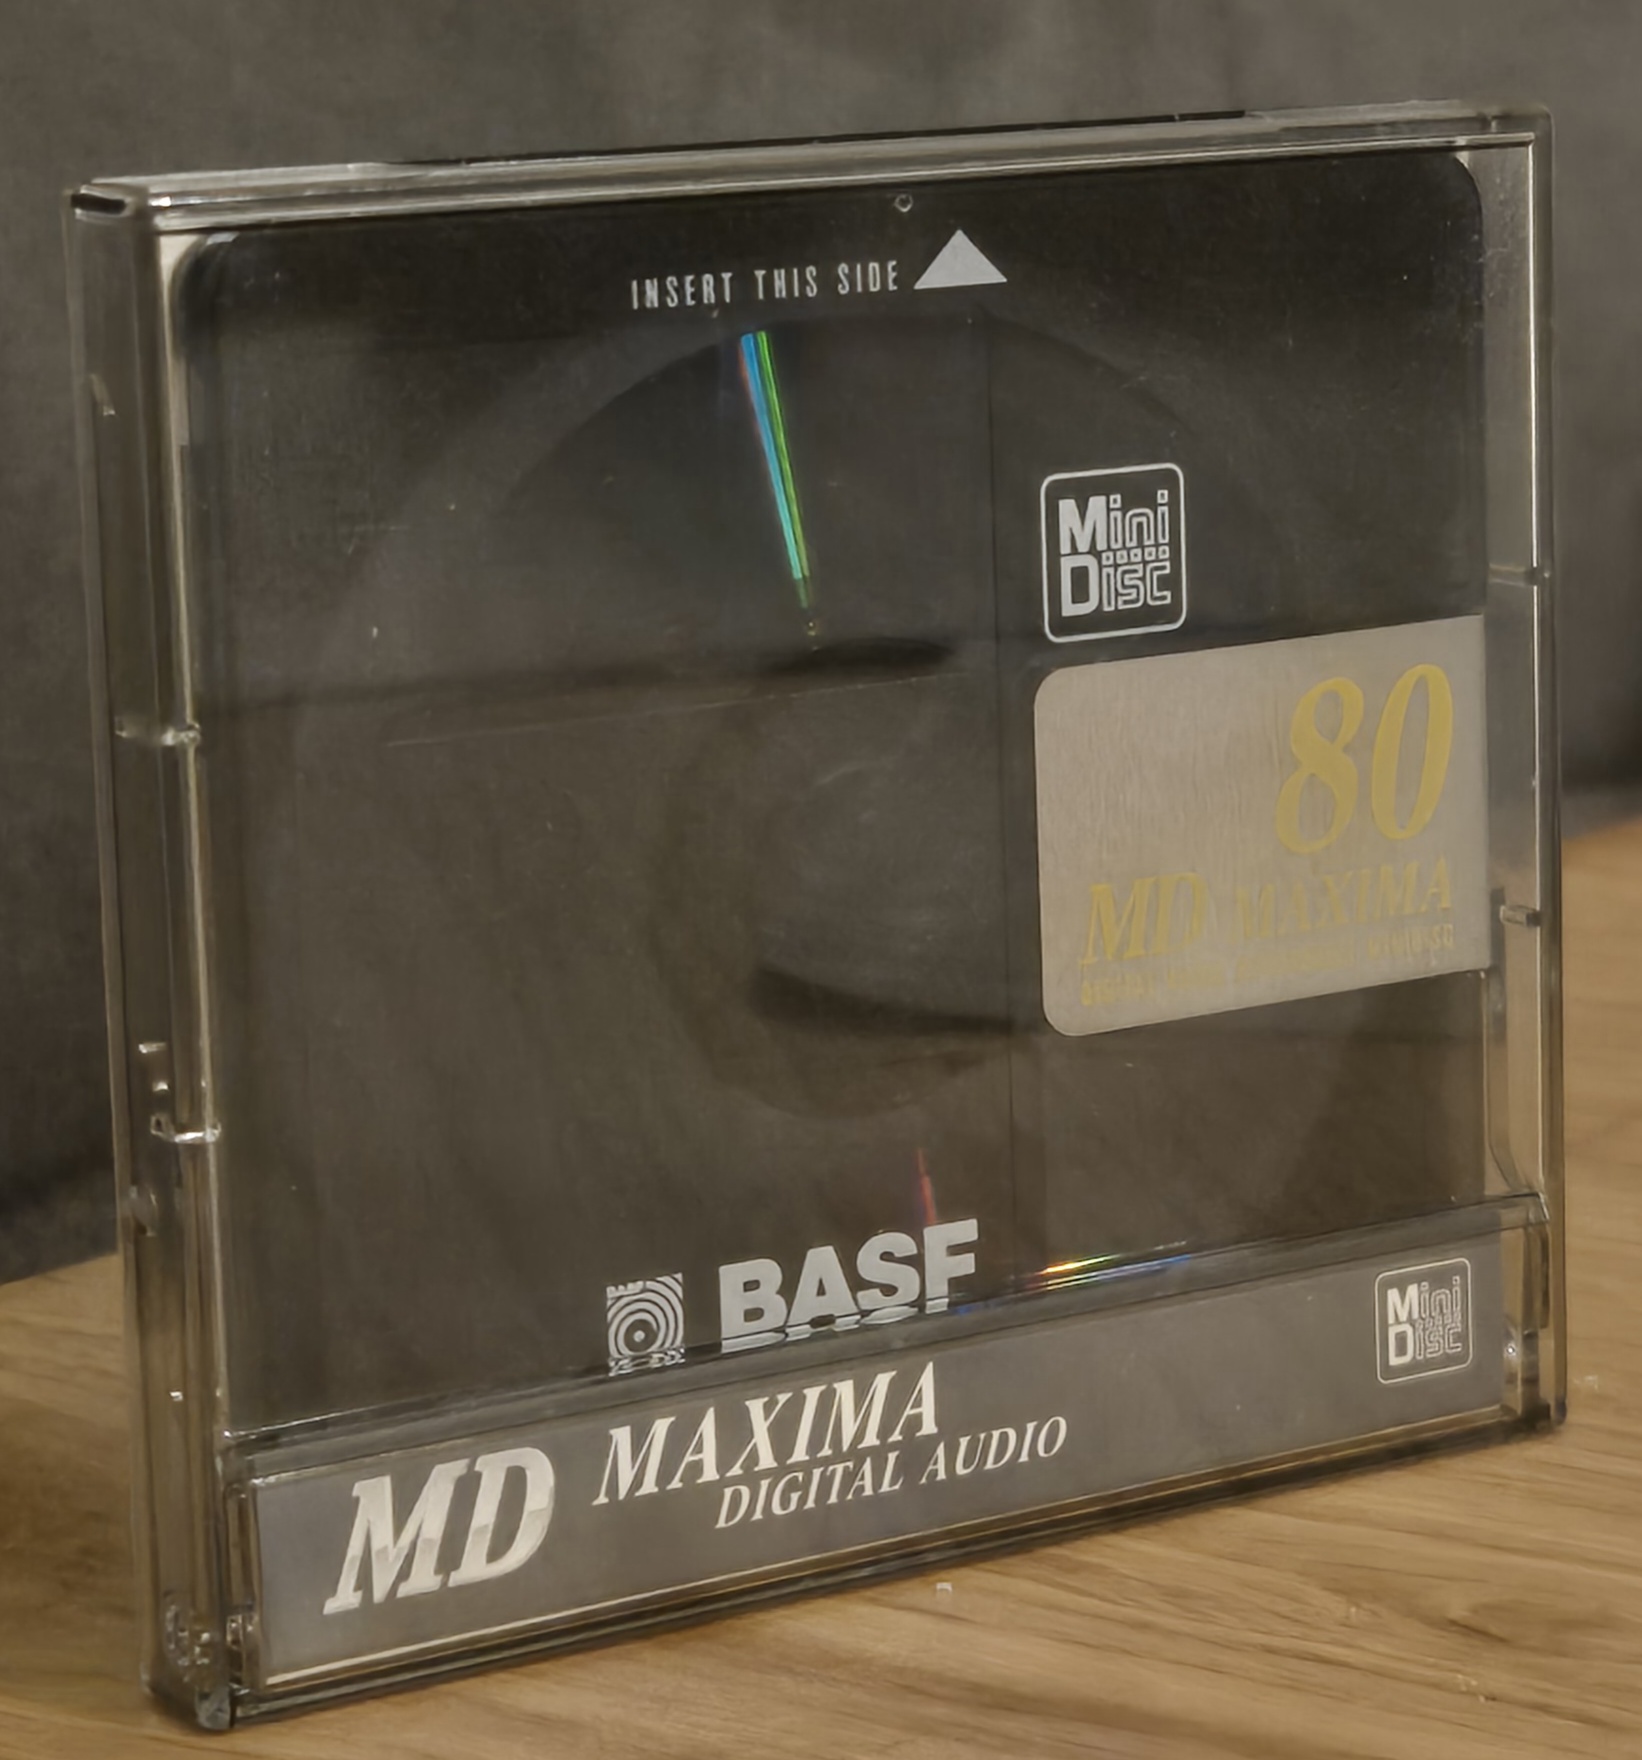 INSERT THIS SIDE
Mini
Disc
80
MD MAXIMA
BASF
Mini
Disc
MD MAXIMA
DIGITAL AUDIO